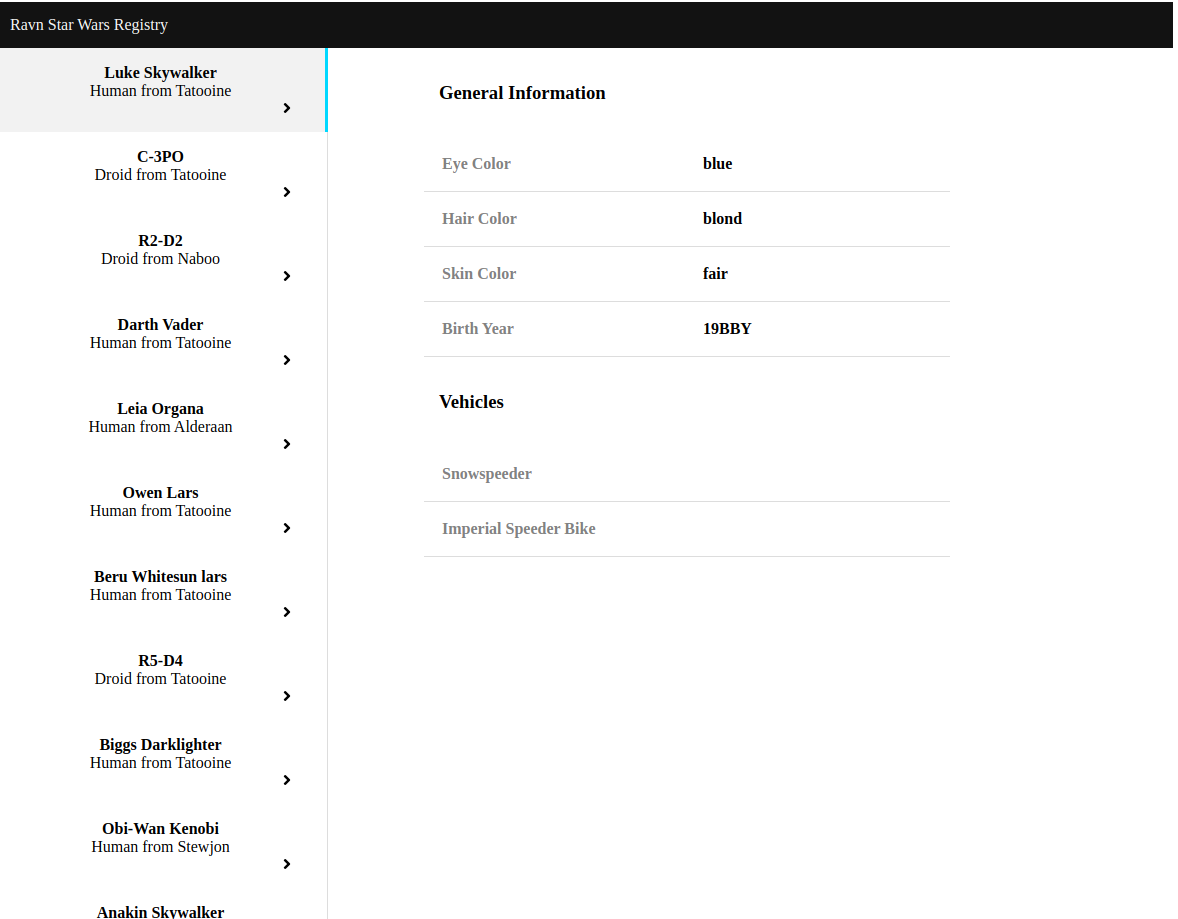 Ravn Star Wars Registry
Luke Skywalker
Human from Tatooine
C-3PO
Droid from Tatooine
R2-D2
Droid from Naboo
Darth Vader
Human from Tatooine
Leia Organa
Human from Alderaan
Owen Lars
Human from Tatooine
Beru Whitesun lars
Human from Tatooine
R5-D4
Droid from Tatooine
Biggs Darklighter
Human from Tatooine
Obi-Wan Kenobi
Human from Stewjon
Anakin Skywalker
General Information
Eye Color blue
Hair Color blond
Skin Color fair
Birth Year 19BBY
Vehicles
Snowspeeder
Imperial Speeder Bike